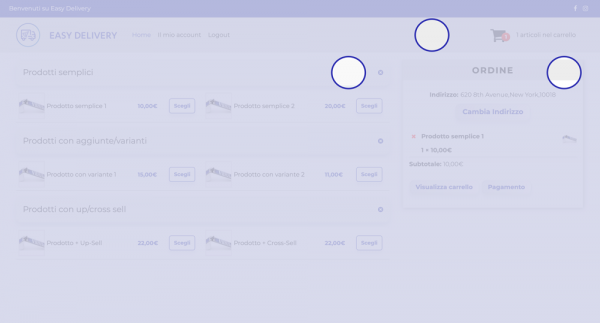 Benvenuti su Easy Delivery
EASY DELIVERY
Home Il mio account Logout
1 articoli nel carrello
Prodotti semplici
Prodotto semplice 1 10,00€ Scegli
Prodotto semplice 2 20,00€ Scegli
Prodotti con aggiunte/varianti
Prodotto con variante 1 15,00€ Scegli
Prodotto con variante 2 11,00€ Scegli
Prodotti con up/cross sell
Prodotto + Up-Sell 22,00€ Scegli
Prodotto + Cross-Sell 22,00€ Scegli
ORDINE
Indirizzo: 620 8th Avenue,New York,10018
Cambia indirizzo
Prodotto semplice 1
1 × 10,00€
Subtotale: 10,00€
Visualizza carrello Pagamento